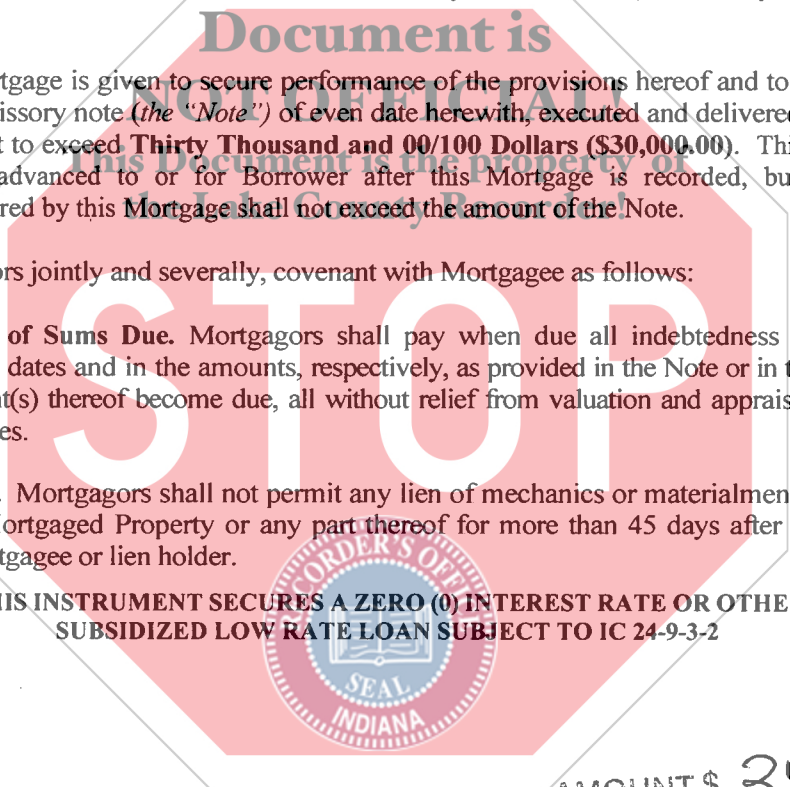 Document is
tgage is given to secure performance of the provisions hereof and to
NOT OFFICIAL!
issory note (the "Note") of even date herewith, executed and delivered
t to exceed Thirty Thousand and 00/100 Dollars ($30,000.00). Thi
This Document is the property of
advanced to or for Borrower after this Mortgage is recorded, bu
the Lake County Recorder!
red by this Mortgage shall not exceed the amount of the Note.
rs jointly and severally, covenant with Mortgagee as follows:
STOP
of Sums Due. Mortgagors shall pay when due all indebtedness
dates and in the amounts, respectively, as provided in the Note or in t
t(s) thereof become due, all without relief from valuation and apprais
es.
. Mortgagors shall not permit any lien of mechanics or materialmen
ortgaged Property or any part thereof for more than 45 days after
tgagee or lien holder.
RECORDER'S OFFICE
HIS INSTRUMENT SECURES A ZERO (0) INTEREST RATE OR OTHE
SUBSIDIZED LOW RATE LOAN SUBJECT TO IC 24-9-3-2
SEAL
INDIANA
AMOUNT $